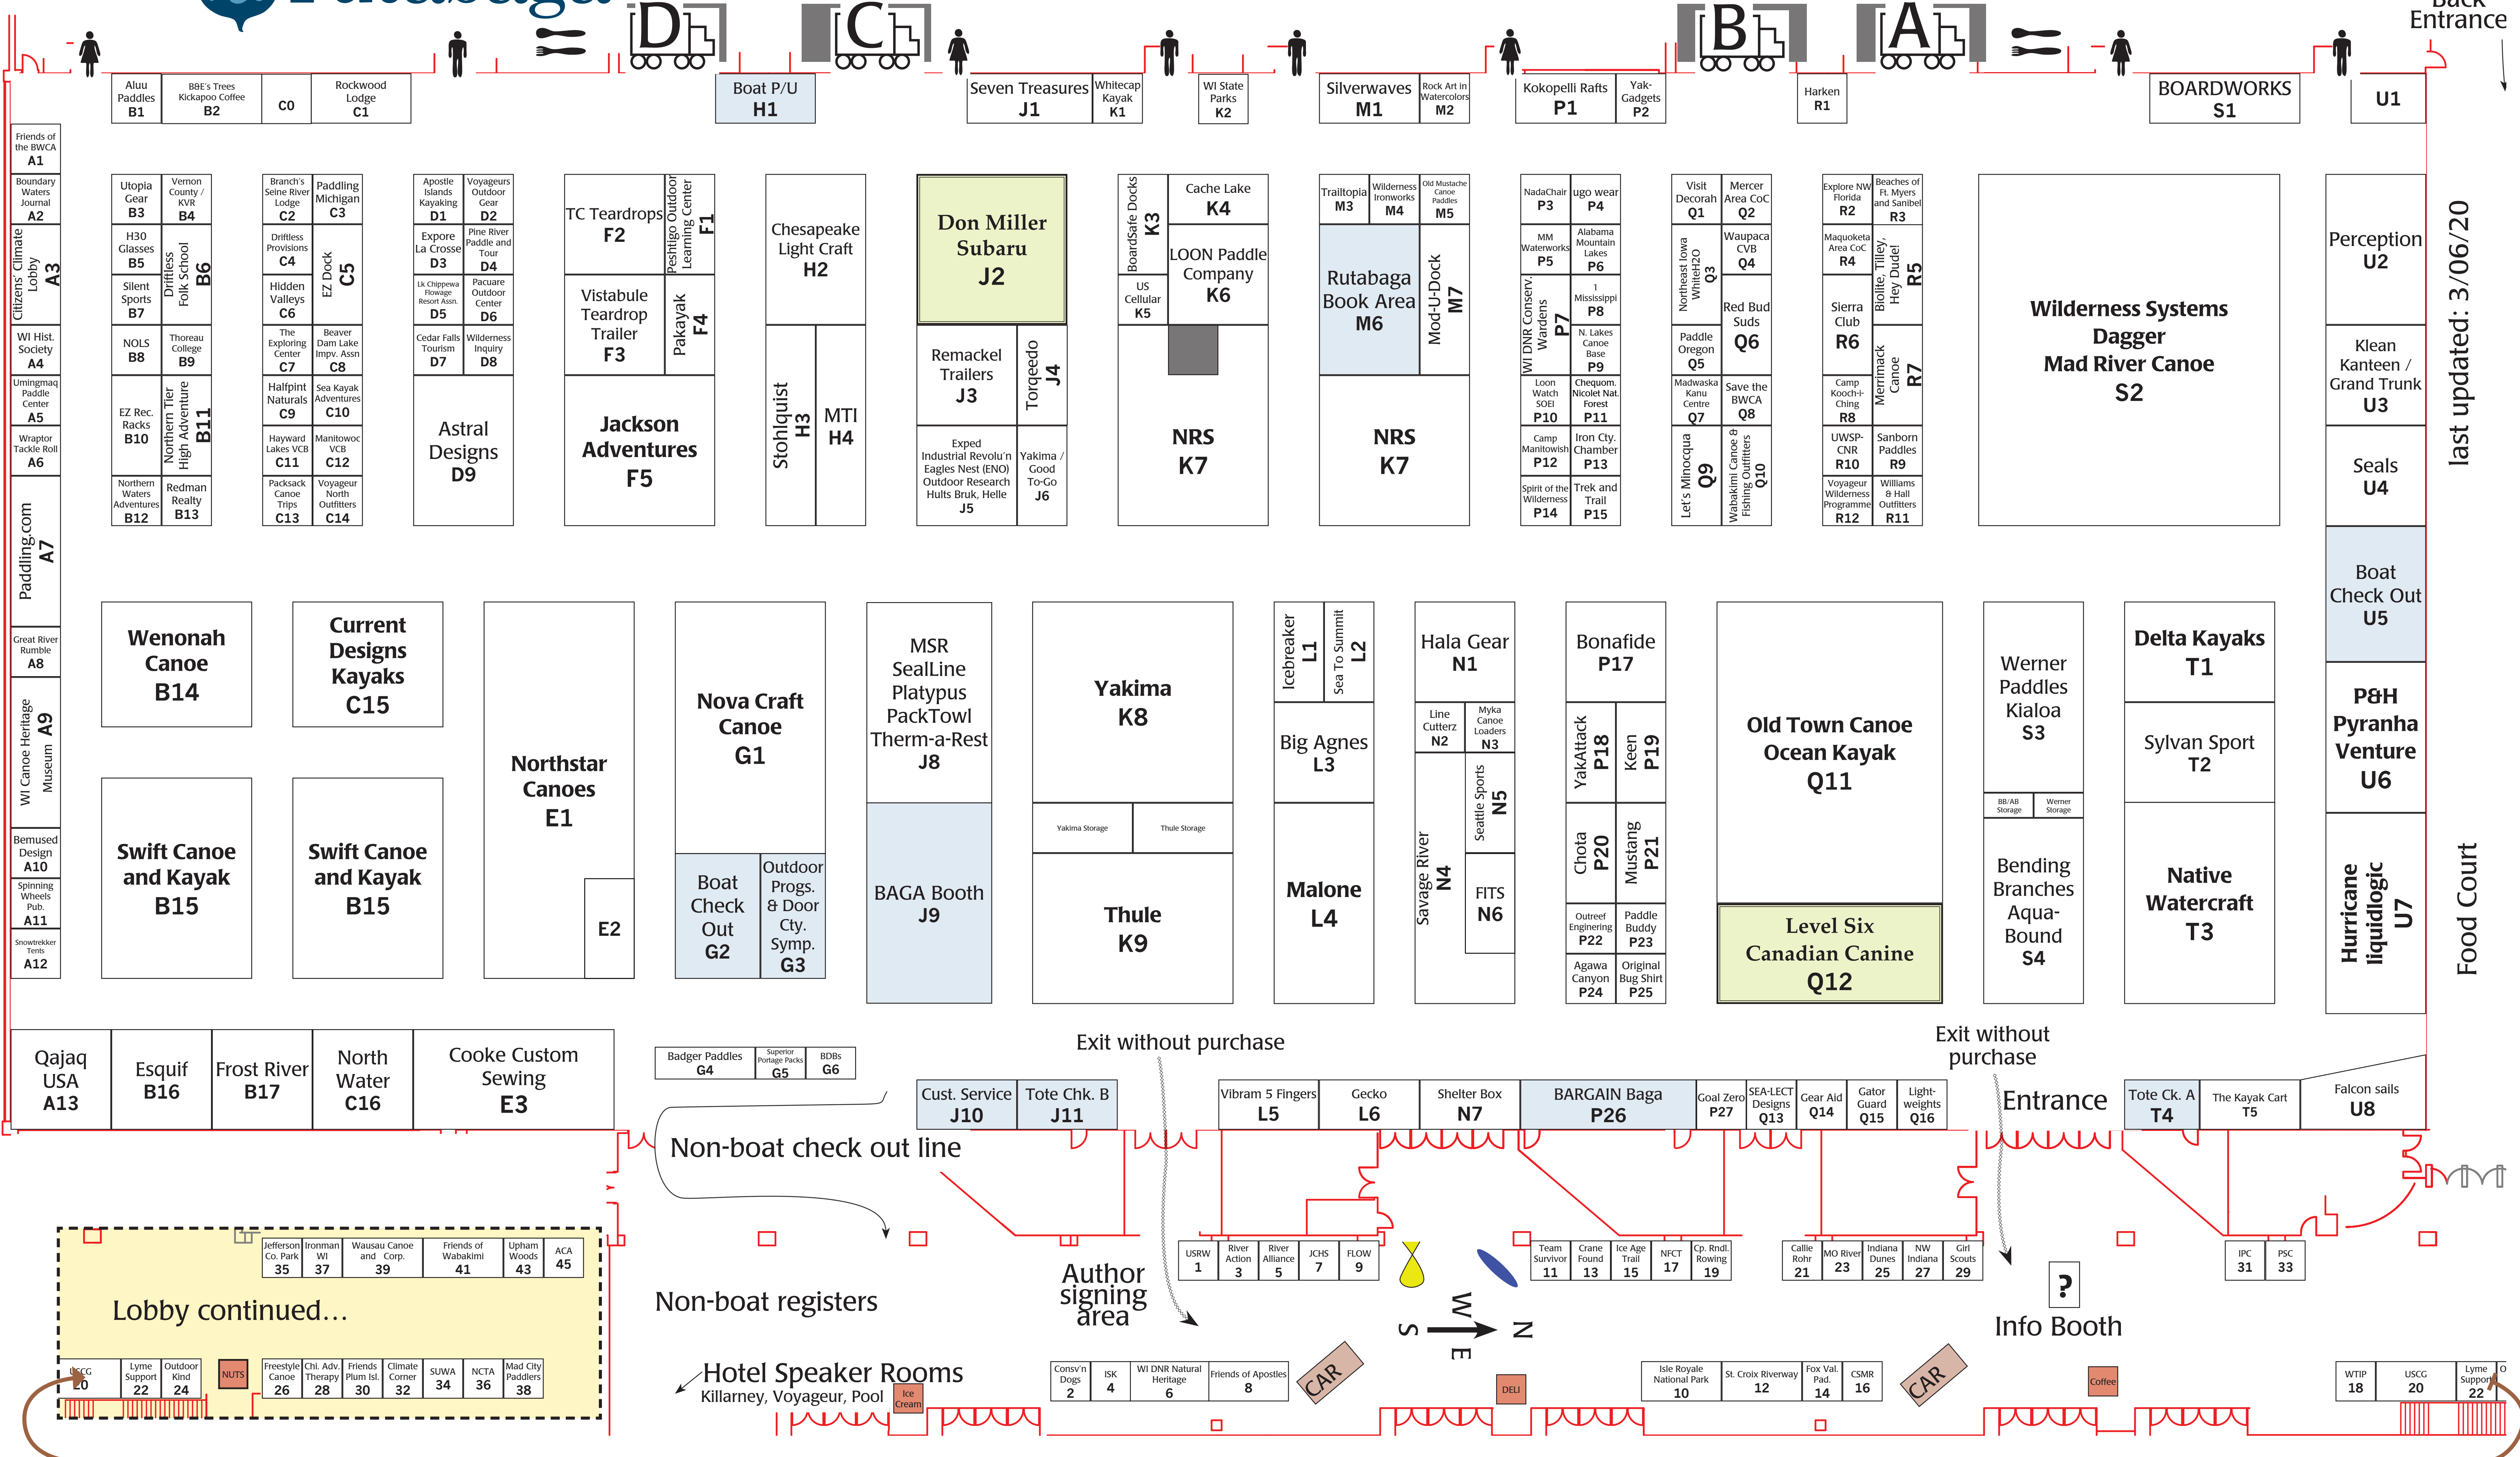 Rutabaga
D
C
B
A
Back
Entrance
Aluu
Paddles
B1
B&E's Trees
Kickapoo Coffee
B2
C0
Rockwood
Lodge
C1
Boat P/U
H1
Seven Treasures
J1
Whitecap
Kayak
K1
WI State
Parks
K2
Silverwaves
M1
Rock Art in
Watercolors
M2
Kokopelli Rafts
P1
Yak-
Gadgets
P2
Harken
R1
BOARDWORKS
S1
U1
Friends of
the BWCA
A1
Boundary
Waters
Journal
A2
Citizens' Climate
Lobby
A3
WI Hist.
Society
A4
Umingmaq
Paddle
Center
A5
Wraptor
Tackle Roll
A6
Paddling.com
A7
Great River
Rumble
A8
WI Canoe Heritage
Museum
A9
Bemused
Design
A10
Spinning
Wheels
Pub.
A11
Snowtrekker
Tents
A12
Utopia
Gear
B3
Vernon
County /
KVR
B4
H30
Glasses
B5
Driftless
Folk School
B6
Silent
Sports
B7
NOLS
B8
Thoreau
College
B9
EZ Rec.
Racks
B10
Northern Tier
High Adventure
B11
Northern
Waters
Adventures
B12
Redman
Realty
B13
Branch's
Seine River
Lodge
C2
Paddling
Michigan
C3
Driftless
Provisions
C4
EZ Dock
C5
Hidden
Valleys
C6
The
Exploring
Center
C7
Beaver
Dam Lake
Impv. Assn
C8
Halfpint
Naturals
C9
Sea Kayak
Adventures
C10
Hayward
Lakes VCB
C11
Manitowoc
VCB
C12
Packsack
Canoe
Trips
C13
Voyageur
North
Outfitters
C14
Apostle
Islands
Kayaking
D1
Voyageurs
Outdoor
Gear
D2
Expore
La Crosse
D3
Pine River
Paddle and
Tour
D4
Lk Chippewa
Flowage
Resort Assn.
D5
Pacuare
Outdoor
Center
D6
Cedar Falls
Tourism
D7
Wilderness
Inquiry
D8
Astral
Designs
D9
TC Teardrops
F2
Peshtigo Outdoor
Learning Center
F1
Vistabule
Teardrop
Trailer
F3
Pakayak
F4
Jackson
Adventures
F5
Chesapeake
Light Craft
H2
Stohlquist
H3
MTI
H4
Don Miller
Subaru
J2
Remackel
Trailers
J3
Torqeedo
J4
Exped
Industrial Revolu'n
Eagles Nest (ENO)
Outdoor Research
Hults Bruk, Helle
J5
Yakima /
Good
To-Go
J6
BoardSafe Docks
K3
Cache Lake
K4
US
Cellular
K5
LOON Paddle
Company
K6
NRS
K7
Trailtopia
M3
Wilderness
Ironworks
M4
Old Mustache
Canoe
Paddles
M5
Rutabaga
Book Area
M6
Mod-U-Dock
M7
NRS
K7
NadaChair
P3
ugo wear
P4
MM
Waterworks
P5
Alabama
Mountain
Lakes
P6
WI DNR Conserv.
Wardens
P7
1
Mississippi
P8
N. Lakes
Canoe
Base
P9
Loon
Watch
SOEI
P10
Chequom.
Nicolet Nat.
Forest
P11
Camp
Manitowish
P12
Iron Cty.
Chamber
P13
Spirit of the
Wilderness
P14
Trek and
Trail
P15
Visit
Decorah
Q1
Mercer
Area CoC
Q2
Northeast Iowa
WhiteH2O
Q3
Waupaca
CVB
Q4
Paddle
Oregon
Q5
Red Bud
Suds
Q6
Madwaska
Kanu
Centre
Q7
Save the
BWCA
Q8
Let's Minocqua
Q9
Wabakimi Canoe &
Fishing Outfitters
Q10
Explore NW
Florida
R2
Beaches of
Ft. Myers
and Sanibel
R3
Maquoketa
Area CoC
R4
Biolite, Tilley,
Hey Dude!
R5
Sierra
Club
R6
Merrimack
Canoe
R7
Camp
Kooch-i-
Ching
R8
UWSP-
CNR
R10
Sanborn
Paddles
R9
Voyageur
Wilderness
Programme
R12
Williams
& Hall
Outfitters
R11
Wilderness Systems
Dagger
Mad River Canoe
S2
Perception
U2
Klean
Kanteen /
Grand Trunk
U3
Seals
U4
Boat
Check Out
U5
P&H
Pyranha
Venture
U6
Hurricane
liquidlogic
U7
last updated: 3/06/20
Food Court
Wenonah
Canoe
B14
Current
Designs
Kayaks
C15
Swift Canoe
and Kayak
B15
Swift Canoe
and Kayak
B15
Northstar
Canoes
E1
E2
Nova Craft
Canoe
G1
Boat
Check
Out
G2
Outdoor
Progs.
& Door
Cty.
Symp.
G3
MSR
SealLine
Platypus
PackTowl
Therm-a-Rest
J8
BAGA Booth
J9
Yakima
K8
Yakima Storage
Thule Storage
Thule
K9
Icebreaker
L1
Sea To Summit
L2
Big Agnes
L3
Malone
L4
Hala Gear
N1
Line
Cutterz
N2
Myka
Canoe
Loaders
N3
Savage River
N4
Seattle Sports
N5
FITS
N6
Bonafide
P17
YakAttack
P18
Keen
P19
Chota
P20
Mustang
P21
Outreef
Enginering
P22
Paddle
Buddy
P23
Agawa
Canyon
P24
Original
Bug Shirt
P25
Old Town Canoe
Ocean Kayak
Q11
Level Six
Canadian Canine
Q12
Werner
Paddles
Kialoa
S3
BB/AB
Storage
Werner
Storage
Bending
Branches
Aqua-
Bound
S4
Delta Kayaks
T1
Sylvan Sport
T2
Native
Watercraft
T3
Qajaq
USA
A13
Esquif
B16
Frost River
B17
North
Water
C16
Cooke Custom
Sewing
E3
Badger Paddles
G4
Superior
Portage Packs
G5
BDBs
G6
Exit without purchase
Exit without
purchase
Cust. Service
J10
Tote Chk. B
J11
Vibram 5 Fingers
L5
Gecko
L6
Shelter Box
N7
BARGAIN Baga
P26
Goal Zero
P27
SEA-LECT
Designs
Q13
Gear Aid
Q14
Gator
Guard
Q15
Light-
weights
Q16
Entrance
Tote Ck. A
T4
The Kayak Cart
T5
Falcon sails
U8
Non-boat check out line
Jefferson
Co. Park
35
Ironman
WI
37
Wausau Canoe
and Corp.
39
Friends of
Wabakimi
41
Upham
Woods
43
ACA
45
Lobby continued...
USCG
20
Lyme
Support
22
Outdoor
Kind
24
NUTS
Freestyle
Canoe
26
Chi. Adv.
Therapy
28
Friends
Plum Isl.
30
Climate
Corner
32
SUWA
34
NCTA
36
Mad City
Paddlers
38
Non-boat registers
Hotel Speaker Rooms
Killarney, Voyageur, Pool
Ice
Cream
Author
signing
area
USRW
1
River
Action
3
River
Alliance
5
JCHS
7
FLOW
9
W
S
N
E
Team
Survivor
11
Crane
Found
13
Ice Age
Trail
15
NFCT
17
Cp. Rndl.
Rowing
19
Callie
Rohr
21
MO River
23
Indiana
Dunes
25
NW
Indiana
27
Girl
Scouts
29
?
Info Booth
IPC
31
PSC
33
Consv'n
Dogs
2
ISK
4
WI DNR Natural
Heritage
6
Friends of Apostles
8
CAR
DELI
Isle Royale
National Park
10
St. Croix Riverway
12
Fox Val.
Pad.
14
CSMR
16
CAR
Coffee
WTIP
18
USCG
20
Lyme
Support
22
O